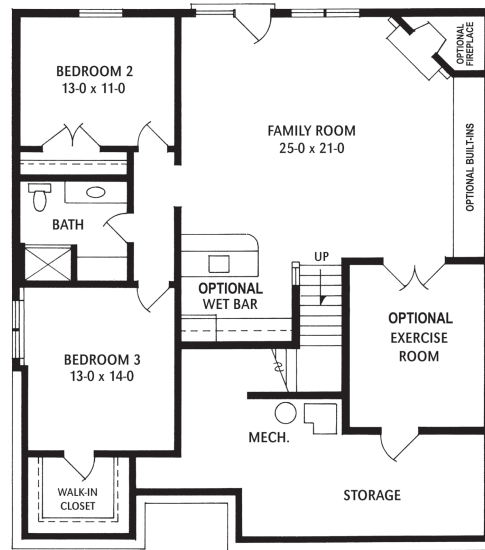 BEDROOM 2
13-0 x 11-0
FAMILY ROOM
25-0 x 21-0
OPTIONAL
FIREPLACE
OPTIONAL BUILT-INS
BATH
UP
OPTIONAL
WET BAR
OPTIONAL
EXERCISE
ROOM
BEDROOM 3
13-0 x 14-0
MECH.
WALK-IN
CLOSET
STORAGE